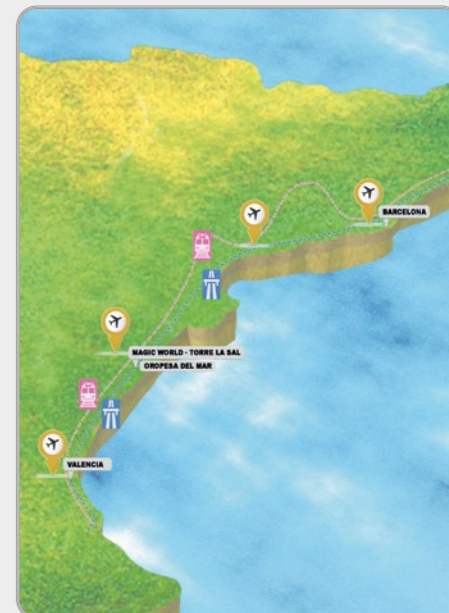 BARCELONA
MAGIC WORLD - TORRE LA SAL
OROPESA DEL MAR
VALENCIA